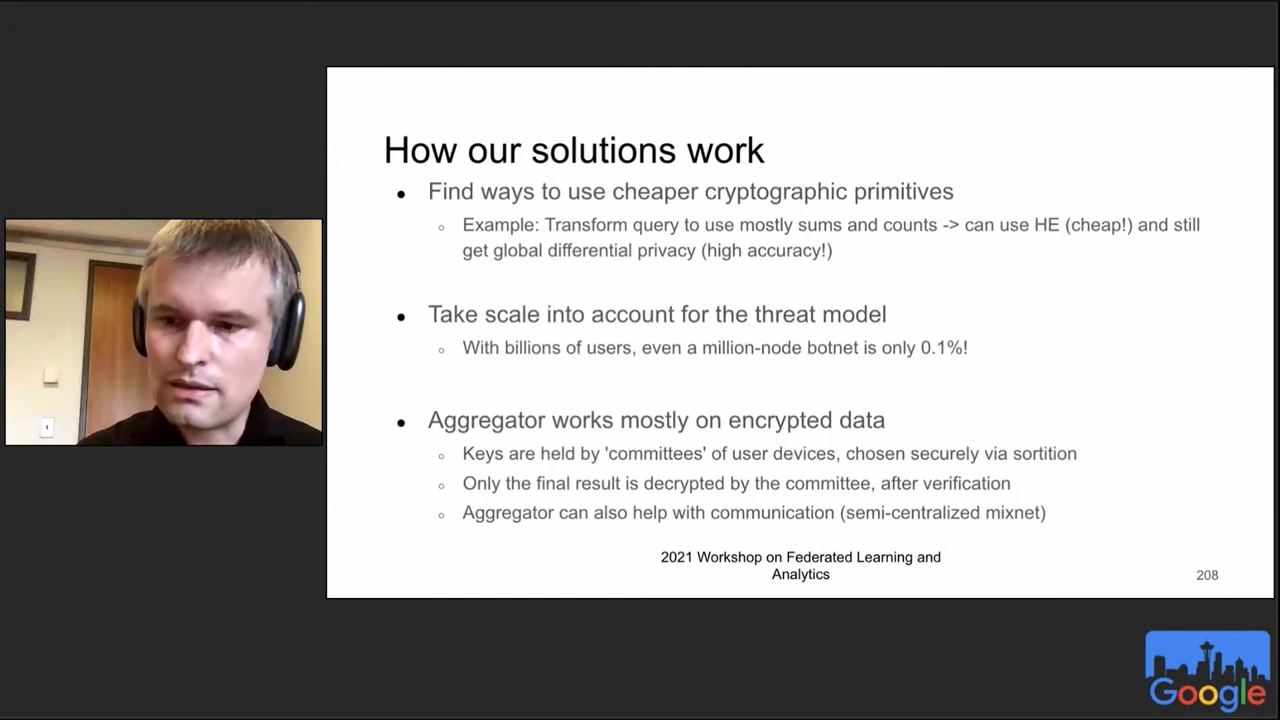 How our solutions work
● Find ways to use cheaper cryptographic primitives
○ Example: Transform query to use mostly sums and counts -> can use HE (cheap!) and still
get global differential privacy (high accuracy!)
● Take scale into account for the threat model
○ With billions of users, even a million-node botnet is only 0.1%!
● Aggregator works mostly on encrypted data
○ Keys are held by 'committees' of user devices, chosen securely via sortition
○ Only the final result is decrypted by the committee, after verification
○ Aggregator can also help with communication (semi-centralized mixnet)
2021 Workshop on Federated Learning and
Analytics
208
Google